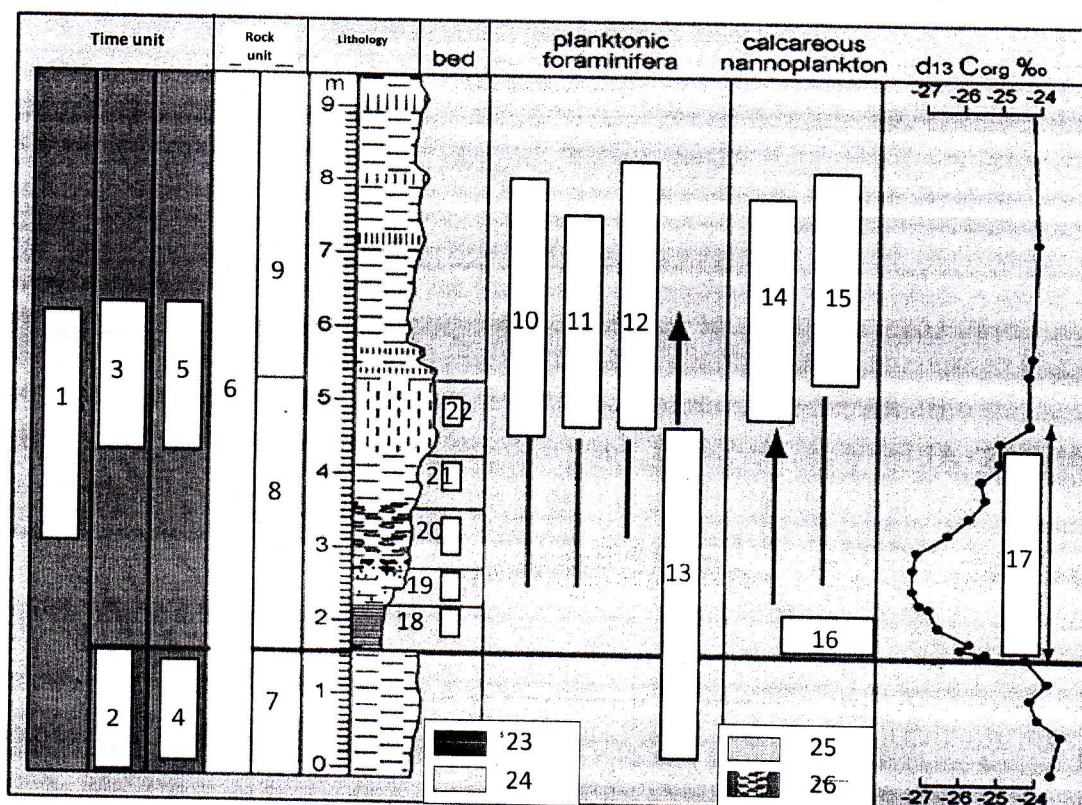 Time unit
Rock
__ unit __
Lithology
bed
planktonic
foraminifera
calcareous
nannoplankton
d13 Corg ‰
-27 -26 -25 -24
m
9
8
7
6
5
4
3
2
1
0
1
2
3
4
5
6
7
8
9
10
11
12
13
14
15
16
17
18
19
20
21
22
23
24
25
26
-27 -26 -25 -24